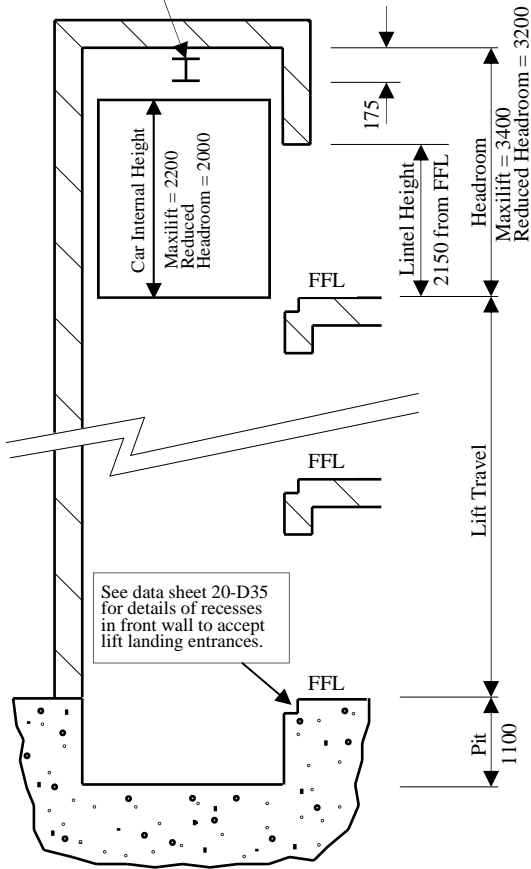 175
Car Internal Height
Maxilift = 2200
Reduced
Headroom = 2000
Lintel Height
2150 from FFL
Headroom
Maxilift = 3400
Reduced Headroom = 3200
FFL
FFL
Lift Travel
See data sheet 20-D35
for details of recesses
in front wall to accept
lift landing entrances.
FFL
Pit
1100